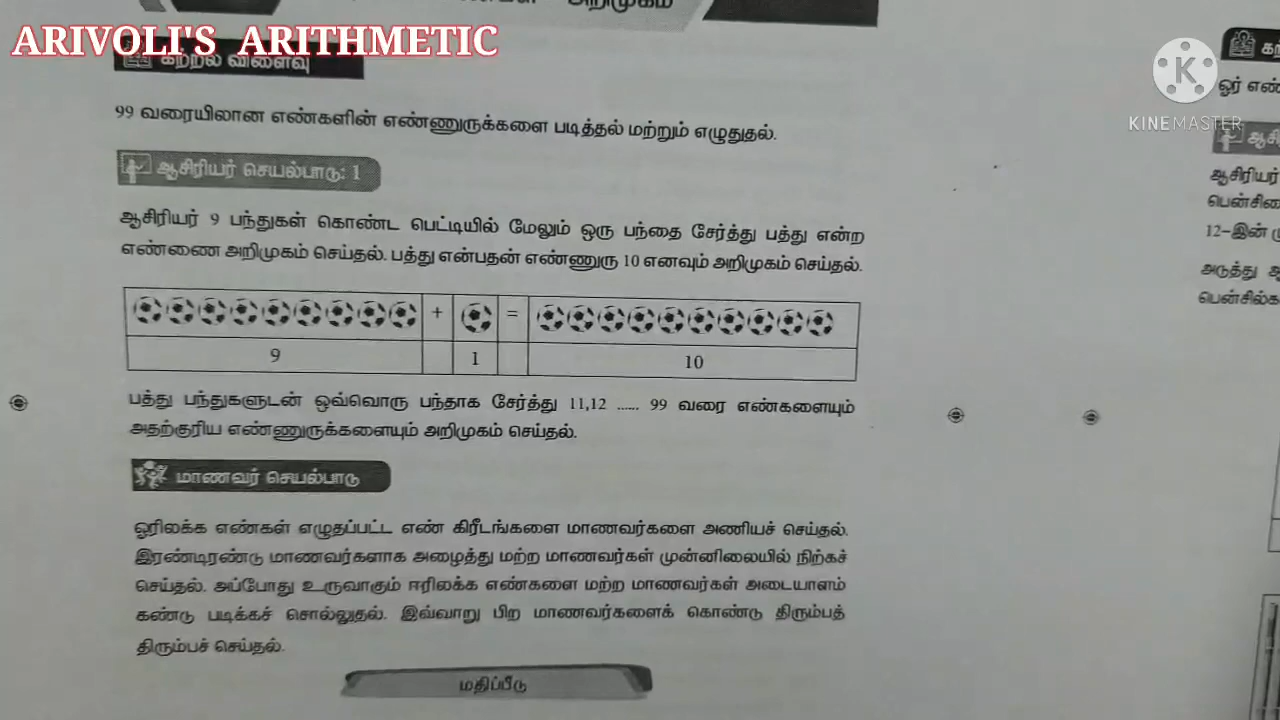 அறிமுகம்
ARIVOLI'S ARITHMETIC
கற்றல் விளைவு
99 வரையிலான எண்களின் எண்ணுருக்களை படித்தல் மற்றும் எழுதுதல்.
ஆசிரியர் செயல்பாடு: 1
ஆசிரியர் 9 பந்துகள் கொண்ட பெட்டியில் மேலும் ஒரு பந்தை சேர்த்து பத்து என்ற
எண்ணை அறிமுகம் செய்தல். பத்து என்பதன் எண்ணுரு 10 எனவும் அறிமுகம் செய்தல்.
+ =
9 1 10
பத்து பந்துகளுடன் ஒவ்வொரு பந்தாக சேர்த்து 11,12 ...... 99 வரை எண்களையும்
அதற்குரிய எண்ணுருக்களையும் அறிமுகம் செய்தல்.
மாணவர் செயல்பாடு
ஓரிலக்க எண்கள் எழுதப்பட்ட எண் கிரீடங்களை மாணவர்களை அணியச் செய்தல்.
இரண்டிரண்டு மாணவர்களாக அழைத்து மற்ற மாணவர்கள் முன்னிலையில் நிற்கச்
செய்தல். அப்போது உருவாகும் ஈரிலக்க எண்களை மற்ற மாணவர்கள் அடையாளம்
கண்டு படிக்கச் சொல்லுதல். இவ்வாறு பிற மாணவர்களைக் கொண்டு திரும்பத்
திரும்பச் செய்தல்.
மதிப்பீடு
K
KINEMASTER
ஓர் எண்
ஆசிரியர்
12-இன்
அடுத்து